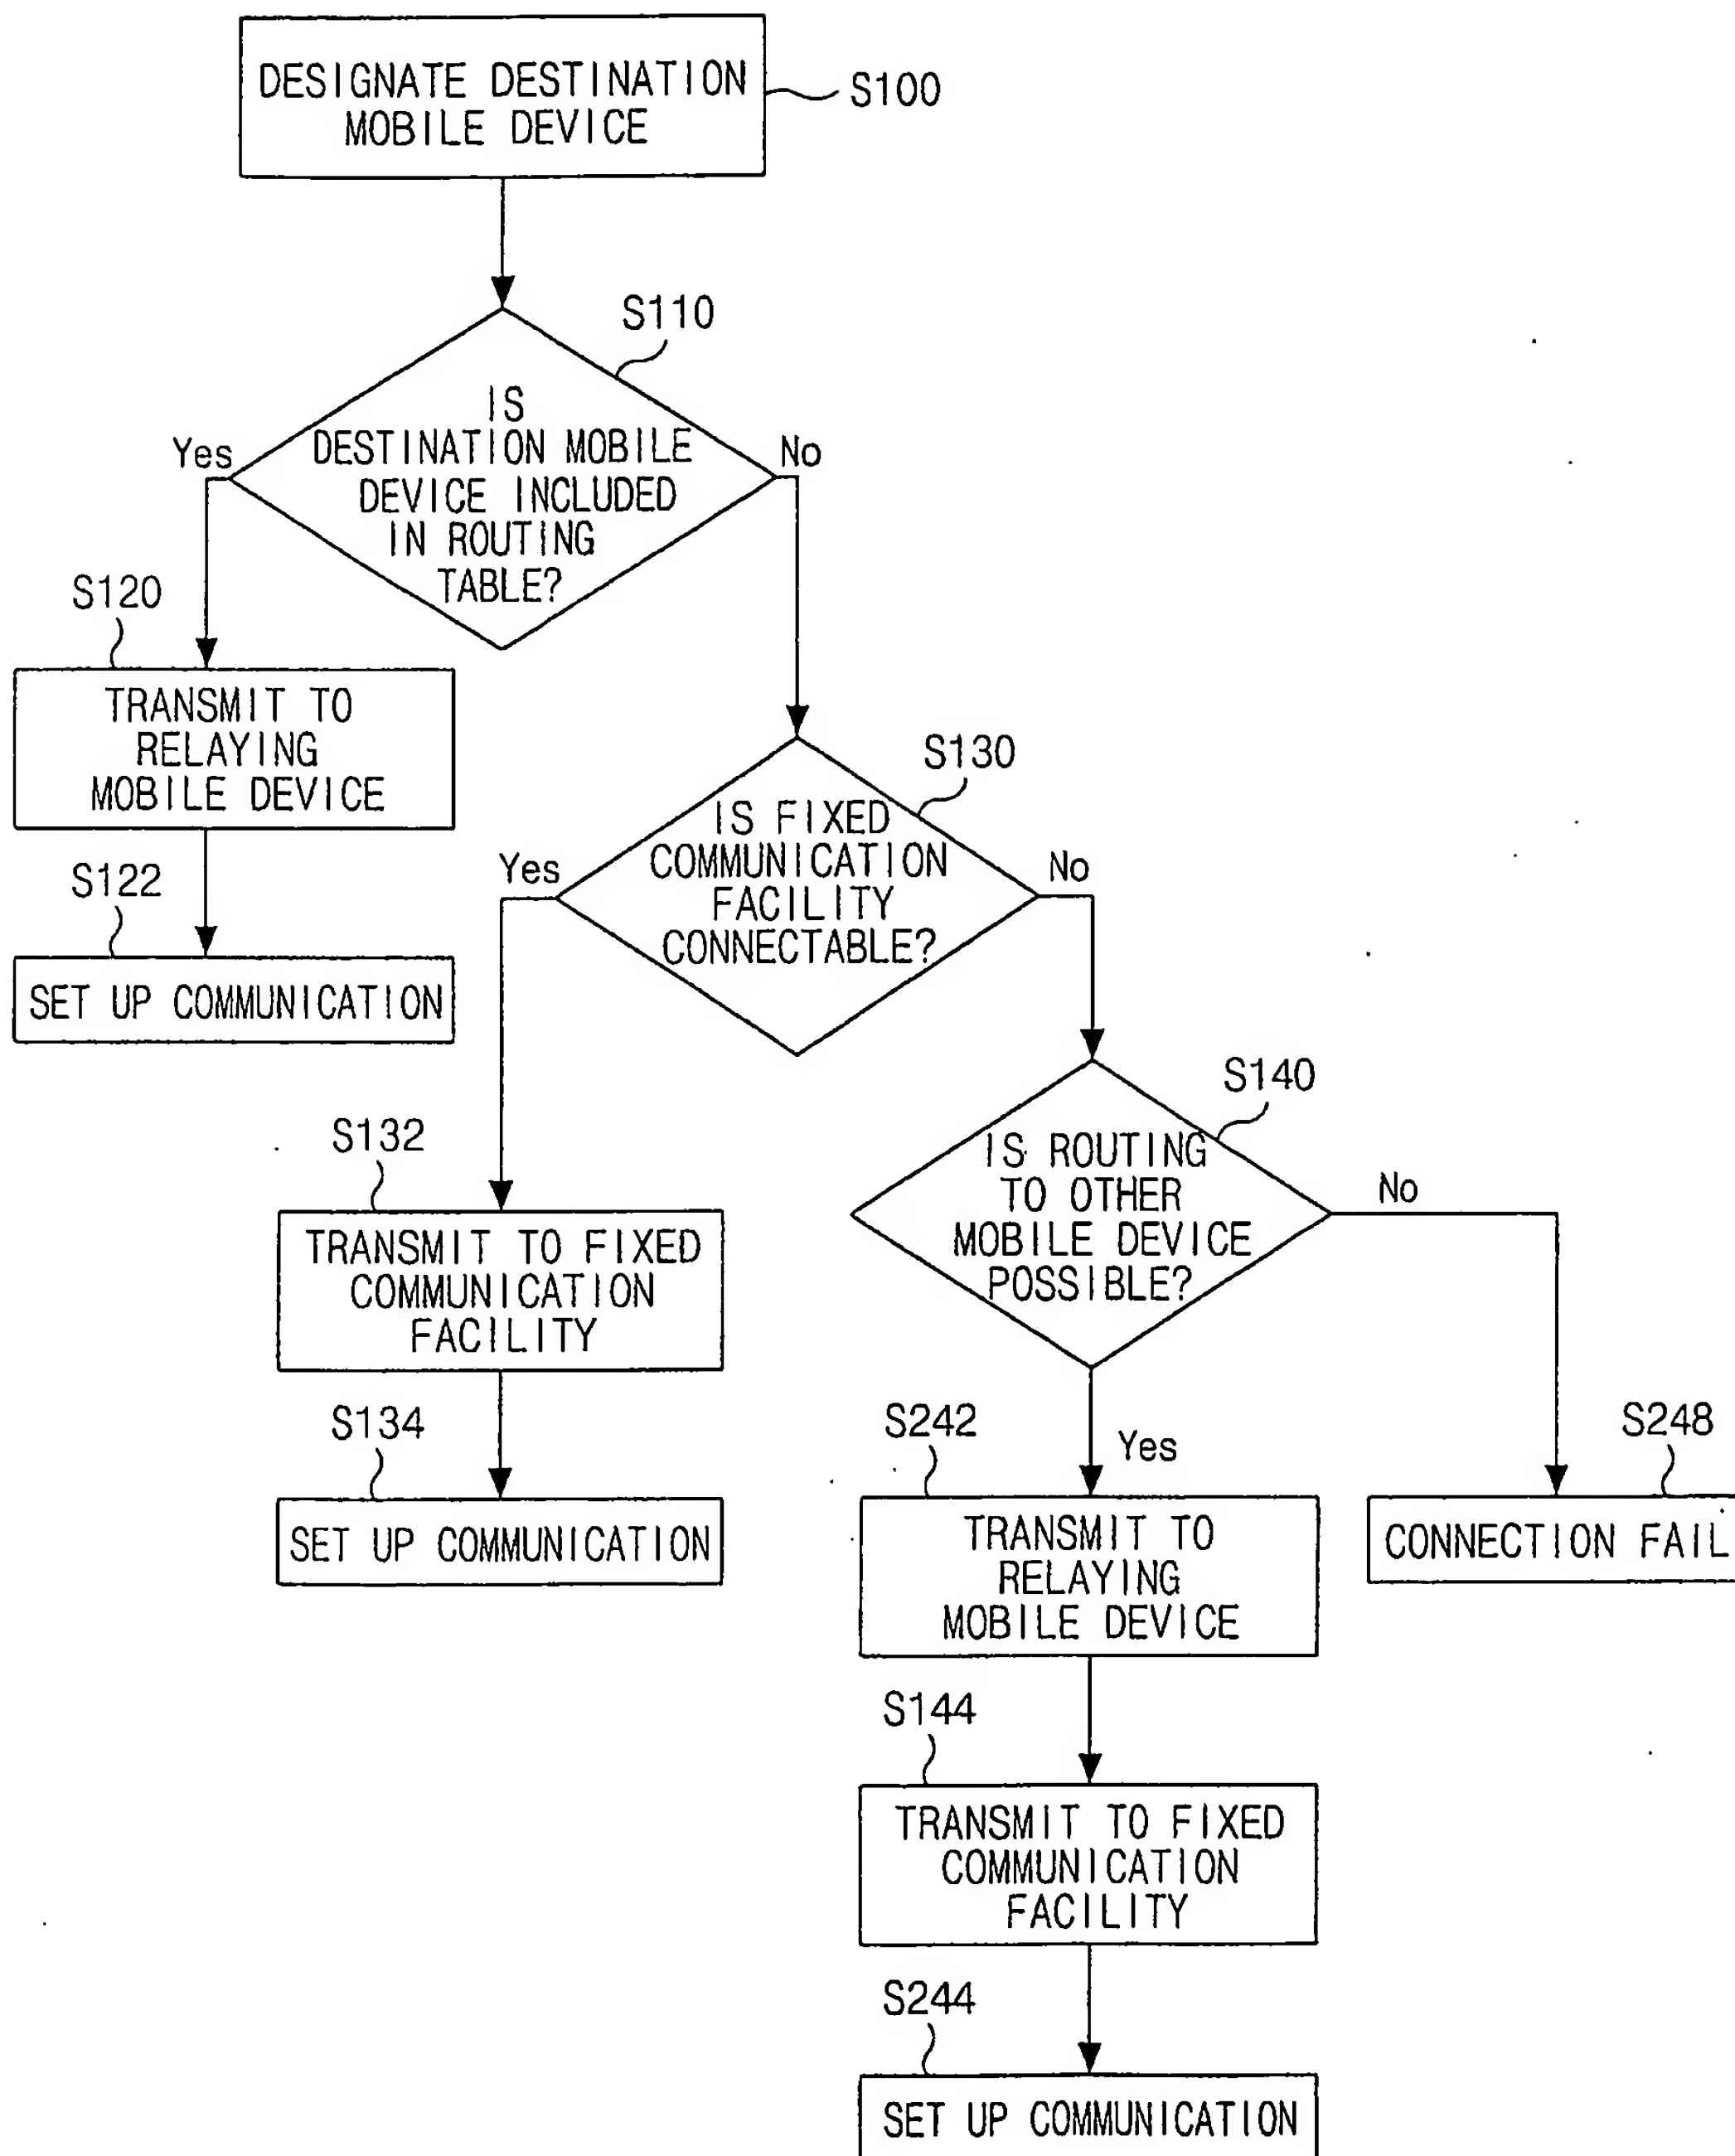 DESIGNATE DESTINATION
MOBILE DEVICE
S100
S110
IS
DESTINATION MOBILE
DEVICE INCLUDED
IN ROUTING
TABLE?
Yes
No
S120
TRANSMIT TO
RELAYING
MOBILE DEVICE
S122
SET UP COMMUNICATION
S130
IS FIXED
COMMUNICATION
FACILITY
CONNECTABLE?
Yes
No
S132
TRANSMIT TO FIXED
COMMUNICATION
FACILITY
S134
SET UP COMMUNICATION
S140
IS ROUTING
TO OTHER
MOBILE DEVICE
POSSIBLE?
No
Yes
S242
TRANSMIT TO
RELAYING
MOBILE DEVICE
S248
CONNECTION FAIL
S144
TRANSMIT TO FIXED
COMMUNICATION
FACILITY
S244
SET UP COMMUNICATION